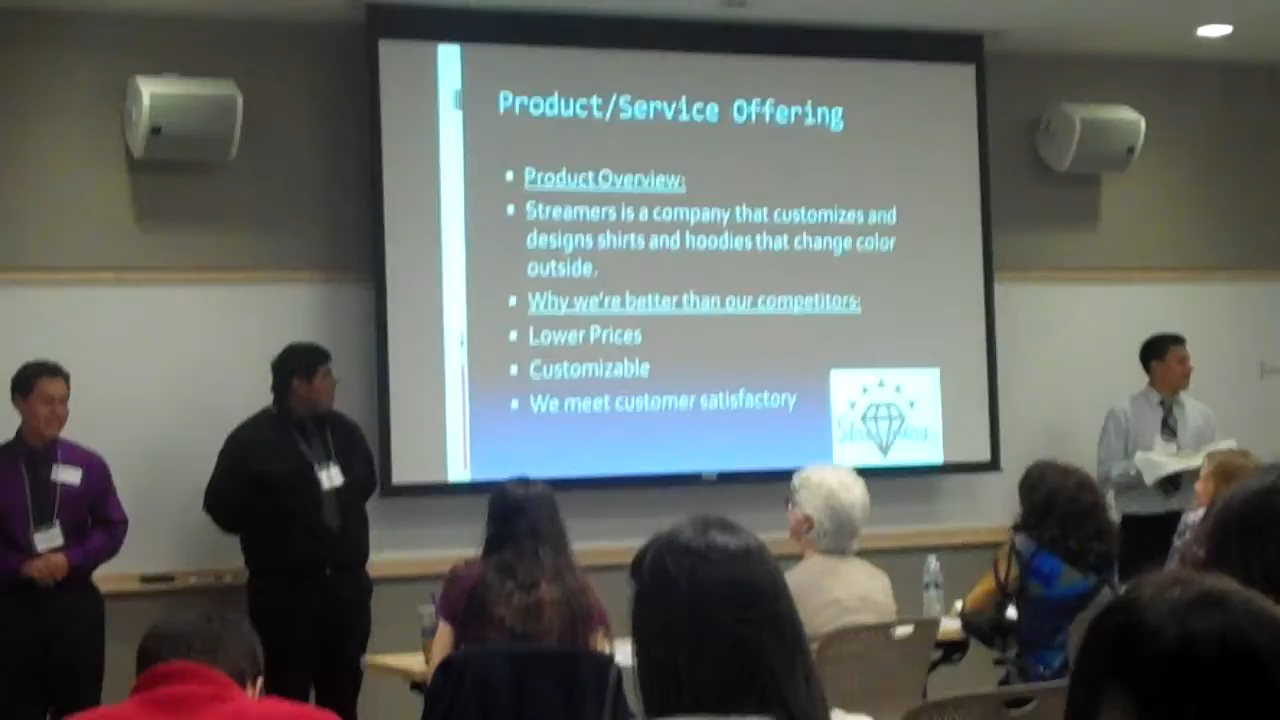 Product/Service Offering
Product Overview:
Streamers is a company that customizes and
designs shirts and hoodies that change color
outside.
Why we're better than our competitors:
Lower Prices
Customizable
We meet customer satisfactory